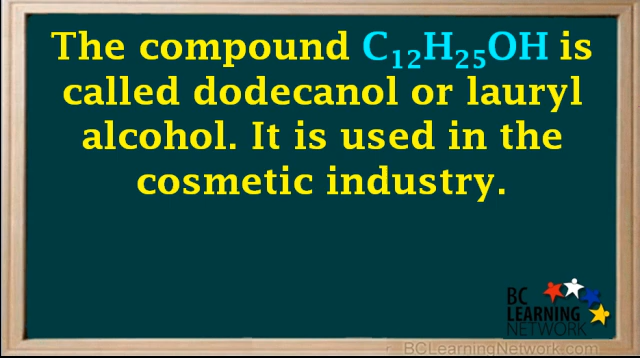 The compound C₁₂H₂₅OH is
called dodecanol or lauryl
alcohol. It is used in the
cosmetic industry.
BC
LEARNING
NETWORK
BCLearningNetwork.com